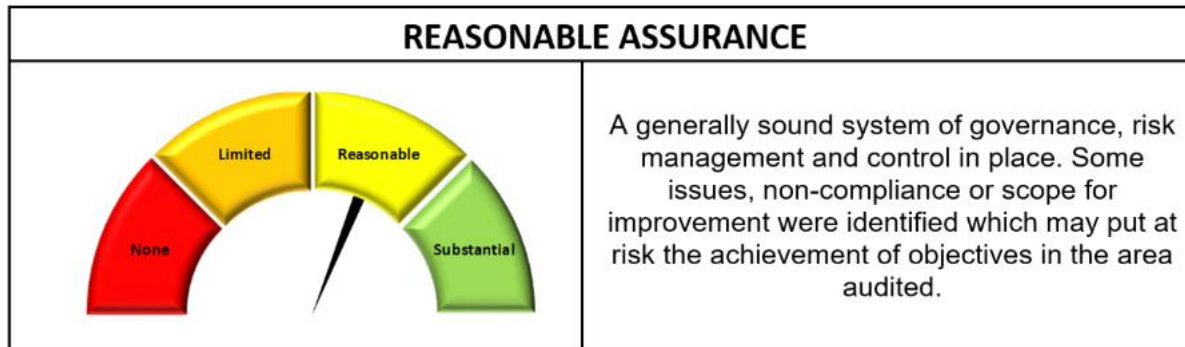 REASONABLE ASSURANCE
Limited
Reasonable
None
Substantial
A generally sound system of governance, risk
management and control in place. Some
issues, non-compliance or scope for
improvement were identified which may put at
risk the achievement of objectives in the area
audited.